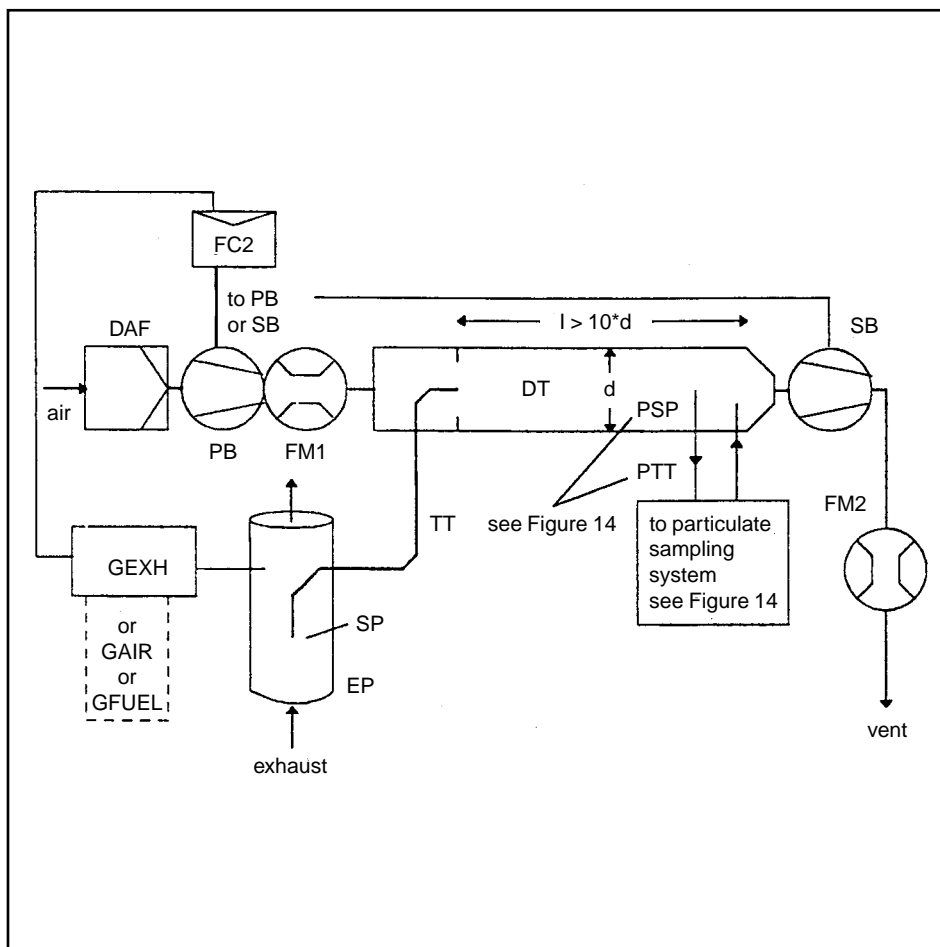 FC2
to PB
or SB
DAF
l > 10*d
SB
air
DT
d
PSP
PB
FM1
PTT
FM2
TT
see Figure 14
to particulate
sampling
system
see Figure 14
GEXH
SP
or
GAIR
or
GFUEL
EP
vent
exhaust